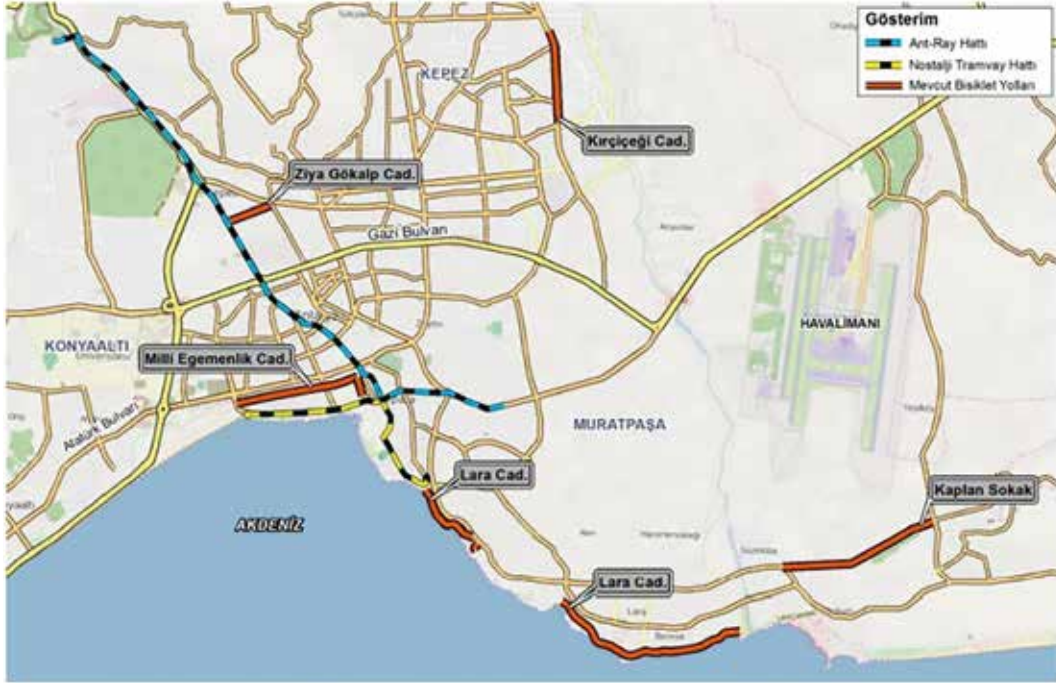 Gösterim
Ant-Ray Hattı
Nostalji Tramvay Hattı
Mevcut Bisiklet Yolları
KEPEZ
Kırçiçeği Cad.
Ziya Gökalp Cad.
Gazi Bulvarı
HAVALİMANI
KONYAALTI
Milli Egemenlik Cad.
Atatürk Bulvarı
MURATPAŞA
Lara Cad.
Kaplan Sokak
AKDENİZ
Lara Cad.
Lara